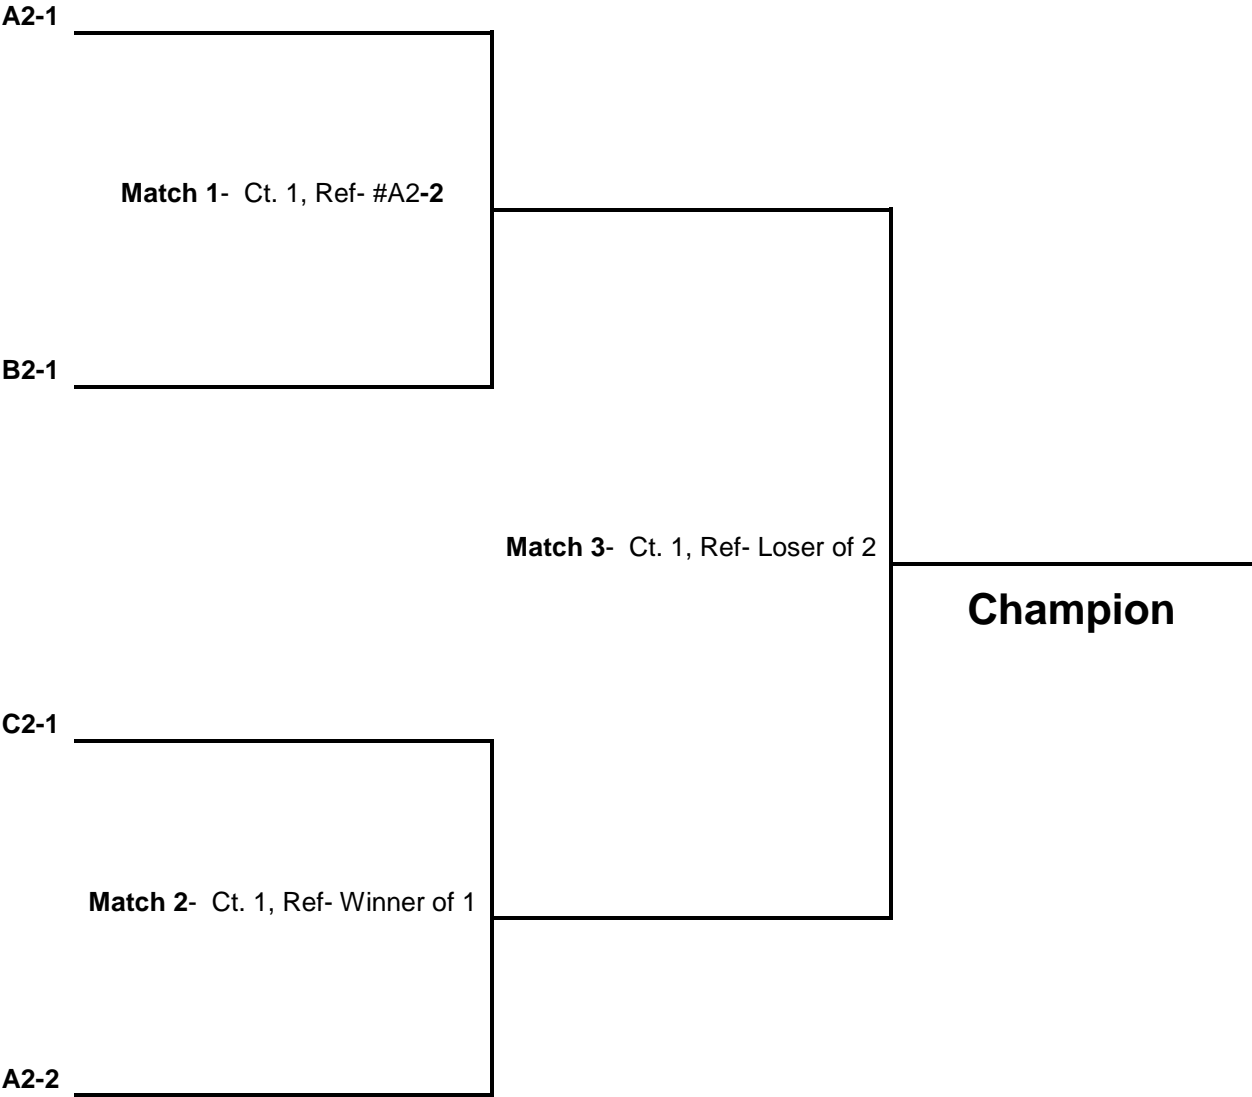 A2-1
Match 1-  Ct. 1, Ref- #A2-2
B2-1
Match 3-  Ct. 1, Ref- Loser of 2
Champion
C2-1
Match 2-  Ct. 1, Ref- Winner of 1
A2-2